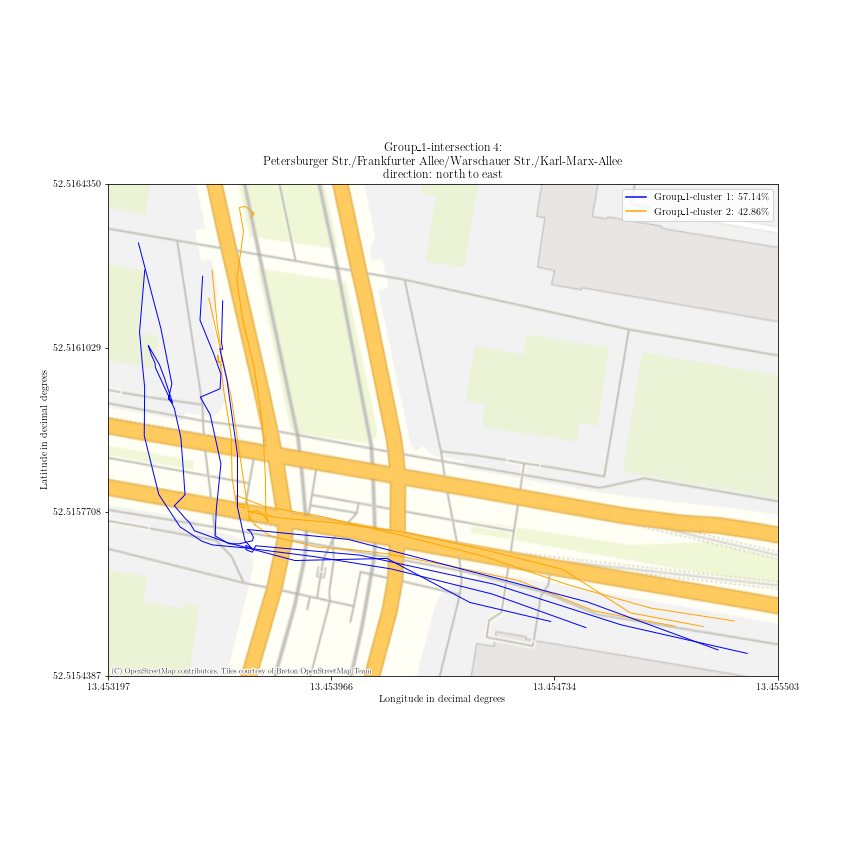 Group_1-intersection 4:
Petersburger Str./Frankfurter Allee/Warschauer Str./Karl-Marx-Allee
direction: north to east
52.5164350
Group_1-cluster 1: 57.14%
Group_1-cluster 2: 42.86%
52.5161029
Latitude in decimal degrees
52.5157708
(C) OpenStreetMap contributors, Tiles courtesy of Breton OpenStreetMap Team
52.5154387
13.453197
13.453966
13.454734
13.455503
Longitude in decimal degrees